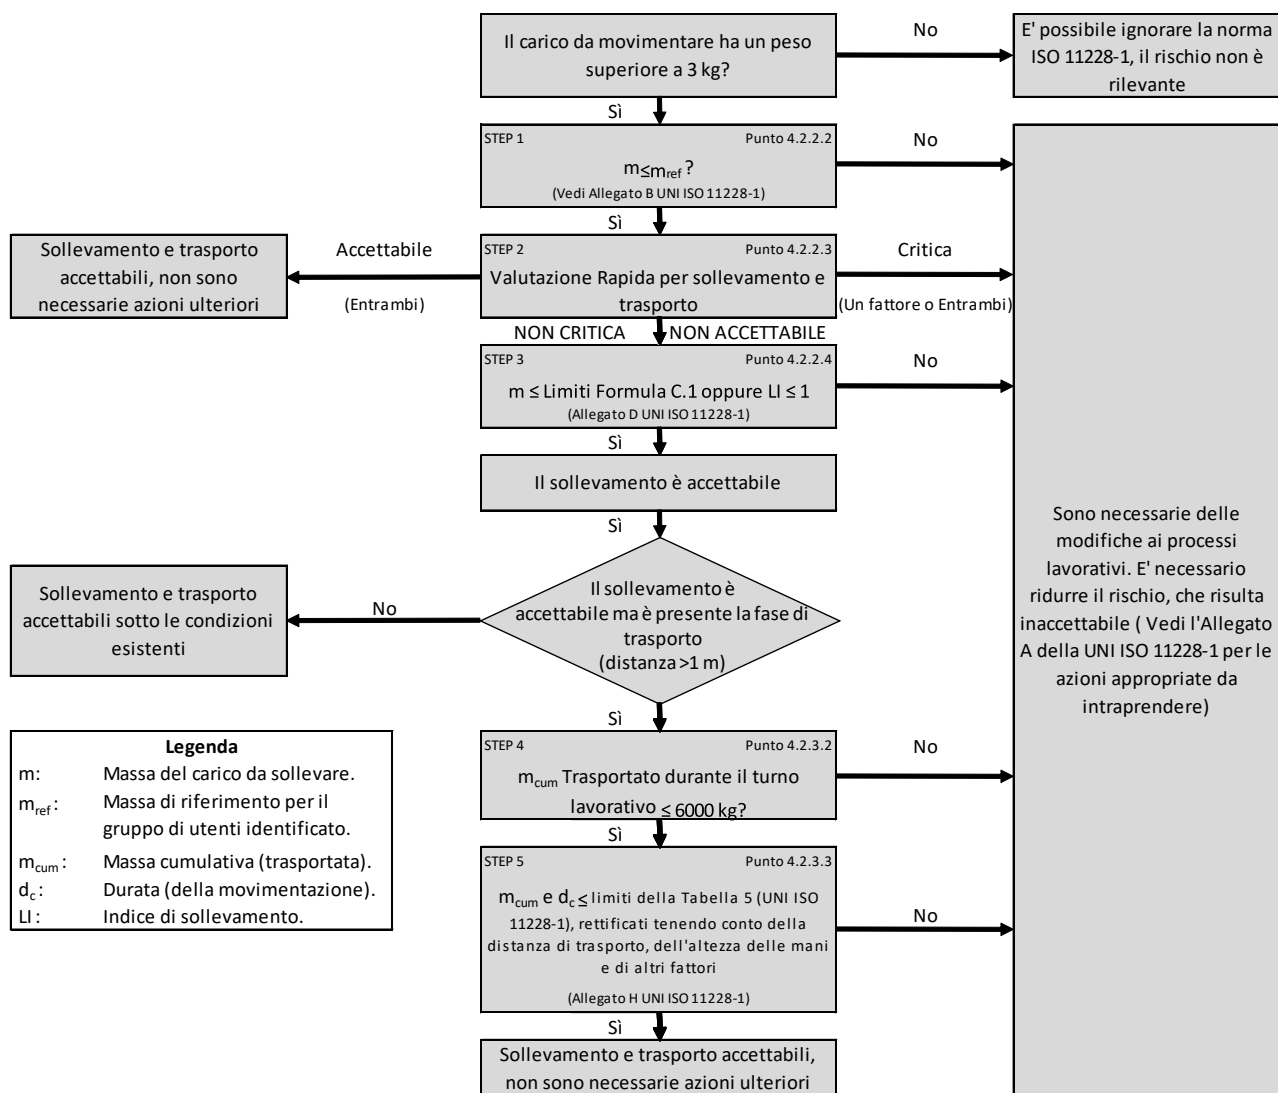 Il carico da movimentare ha un peso
superiore a 3 kg?
No
E' possibile ignorare la norma
ISO 11228-1, il rischio non è
rilevante
Sì
STEP 1 Punto 4.2.2.2
m≤mref ?
(Vedi Allegato B UNI ISO 11228-1)
No
Sì
Sollevamento e trasporto
accettabili, non sono
necessarie azioni ulteriori
Accettabile
(Entrambi)
STEP 2 Punto 4.2.2.3
Valutazione Rapida per sollevamento e
trasporto
Critica
(Un fattore o Entrambi)
NON CRITICA NON ACCETTABILE
STEP 3 Punto 4.2.2.4
m ≤ Limiti Formula C.1 oppure LI ≤ 1
(Allegato D UNI ISO 11228-1)
No
Sì
Il sollevamento è accettabile
Sì
Il sollevamento è
accettabile ma è presente la fase di
trasporto
(distanza >1 m)
No
Sollevamento e trasporto
accettabili sotto le condizioni
esistenti
Sono necessarie delle
modifiche ai processi
lavorativi. E' necessario
ridurre il rischio, che risulta
inaccettabile ( Vedi l'Allegato
A della UNI ISO 11228-1 per le
azioni appropriate da
intraprendere)
Sì
STEP 4 Punto 4.2.3.2
mcum Trasportato durante il turno
lavorativo ≤ 6000 kg?
No
Sì
STEP 5 Punto 4.2.3.3
mcum e dc ≤ limiti della Tabella 5 (UNI ISO
11228-1), rettificati tenendo conto della
distanza di trasporto, dell'altezza delle mani
e di altri fattori
(Allegato H UNI ISO 11228-1)
No
Sì
Sollevamento e trasporto accettabili,
non sono necessarie azioni ulteriori
Legenda
m: Massa del carico da sollevare.
mref : Massa di riferimento per il
gruppo di utenti identificato.
mcum : Massa cumulativa (trasportata).
dc : Durata (della movimentazione).
LI : Indice di sollevamento.